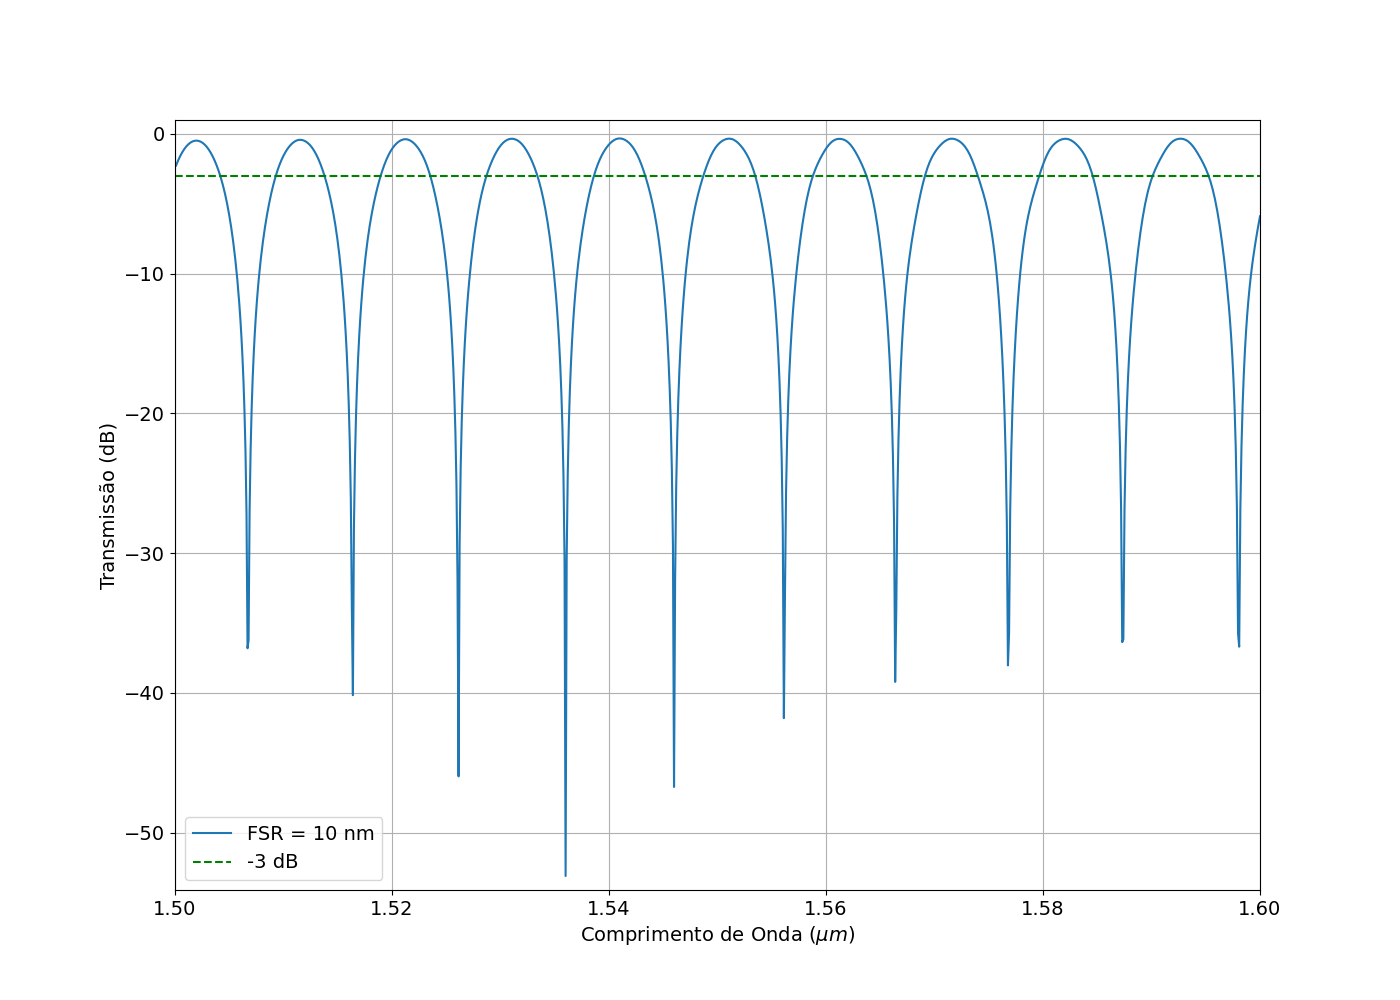 0
−10
−20
−30
−40
−50
Transmissão (dB)
FSR = 10 nm
-3 dB
1.50 1.52 1.54 1.56 1.58 1.60
Comprimento de Onda (μm)